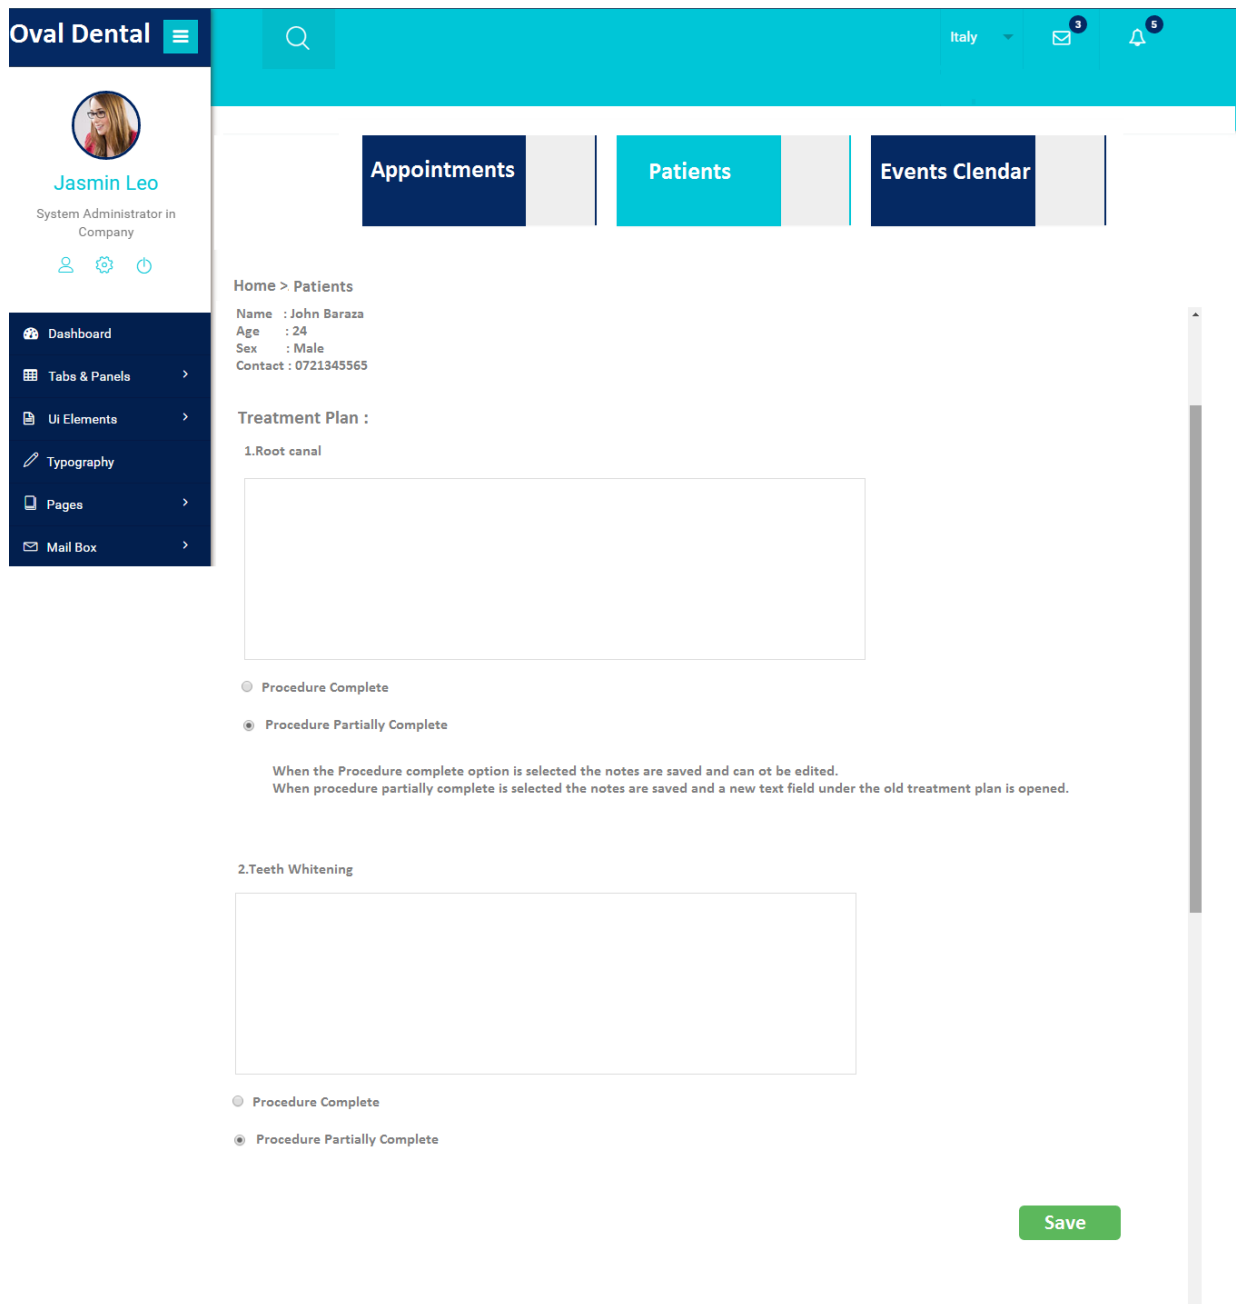 Oval Dental
Italy
3
5
Jasmin Leo
System Administrator in
Company
Appointments
Patients
Events Clendar
Dashboard
Tabs & Panels
Ui Elements
Typography
Pages
Mail Box
Home > Patients
Name : John Baraza
Age : 24
Sex : Male
Contact : 0721345565
Treatment Plan :
1.Root canal
Procedure Complete
Procedure Partially Complete
When the Procedure complete option is selected the notes are saved and can ot be edited.
When procedure partially complete is selected the notes are saved and a new text field under the old treatment plan is opened.
2.Teeth Whitening
Procedure Complete
Procedure Partially Complete
Save